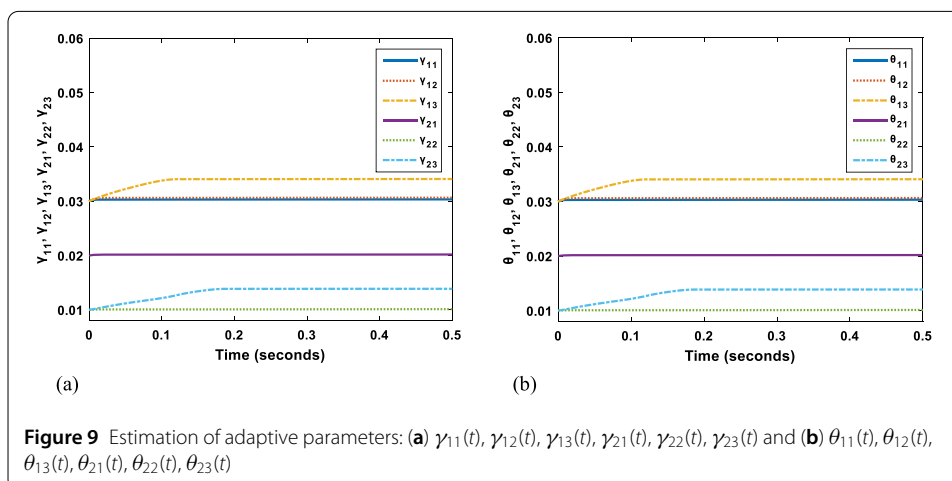 0.06
0.05
0.04
0.03
0.02
0.01
γ11, γ12, γ13, γ21, γ22, γ23
γ11
γ12
γ13
γ21
γ22
γ23
0 0.1 0.2 0.3 0.4 0.5
Time (seconds)
(a)
0.06
0.05
0.04
0.03
0.02
0.01
θ11, θ12, θ13, θ21, θ22, θ23
θ11
θ12
θ13
θ21
θ22
θ23
0 0.1 0.2 0.3 0.4 0.5
Time (seconds)
(b)
Figure 9 Estimation of adaptive parameters: (a) γ11(t), γ12(t), γ13(t), γ21(t), γ22(t), γ23(t) and (b) θ11(t), θ12(t),
θ13(t), θ21(t), θ22(t), θ23(t)